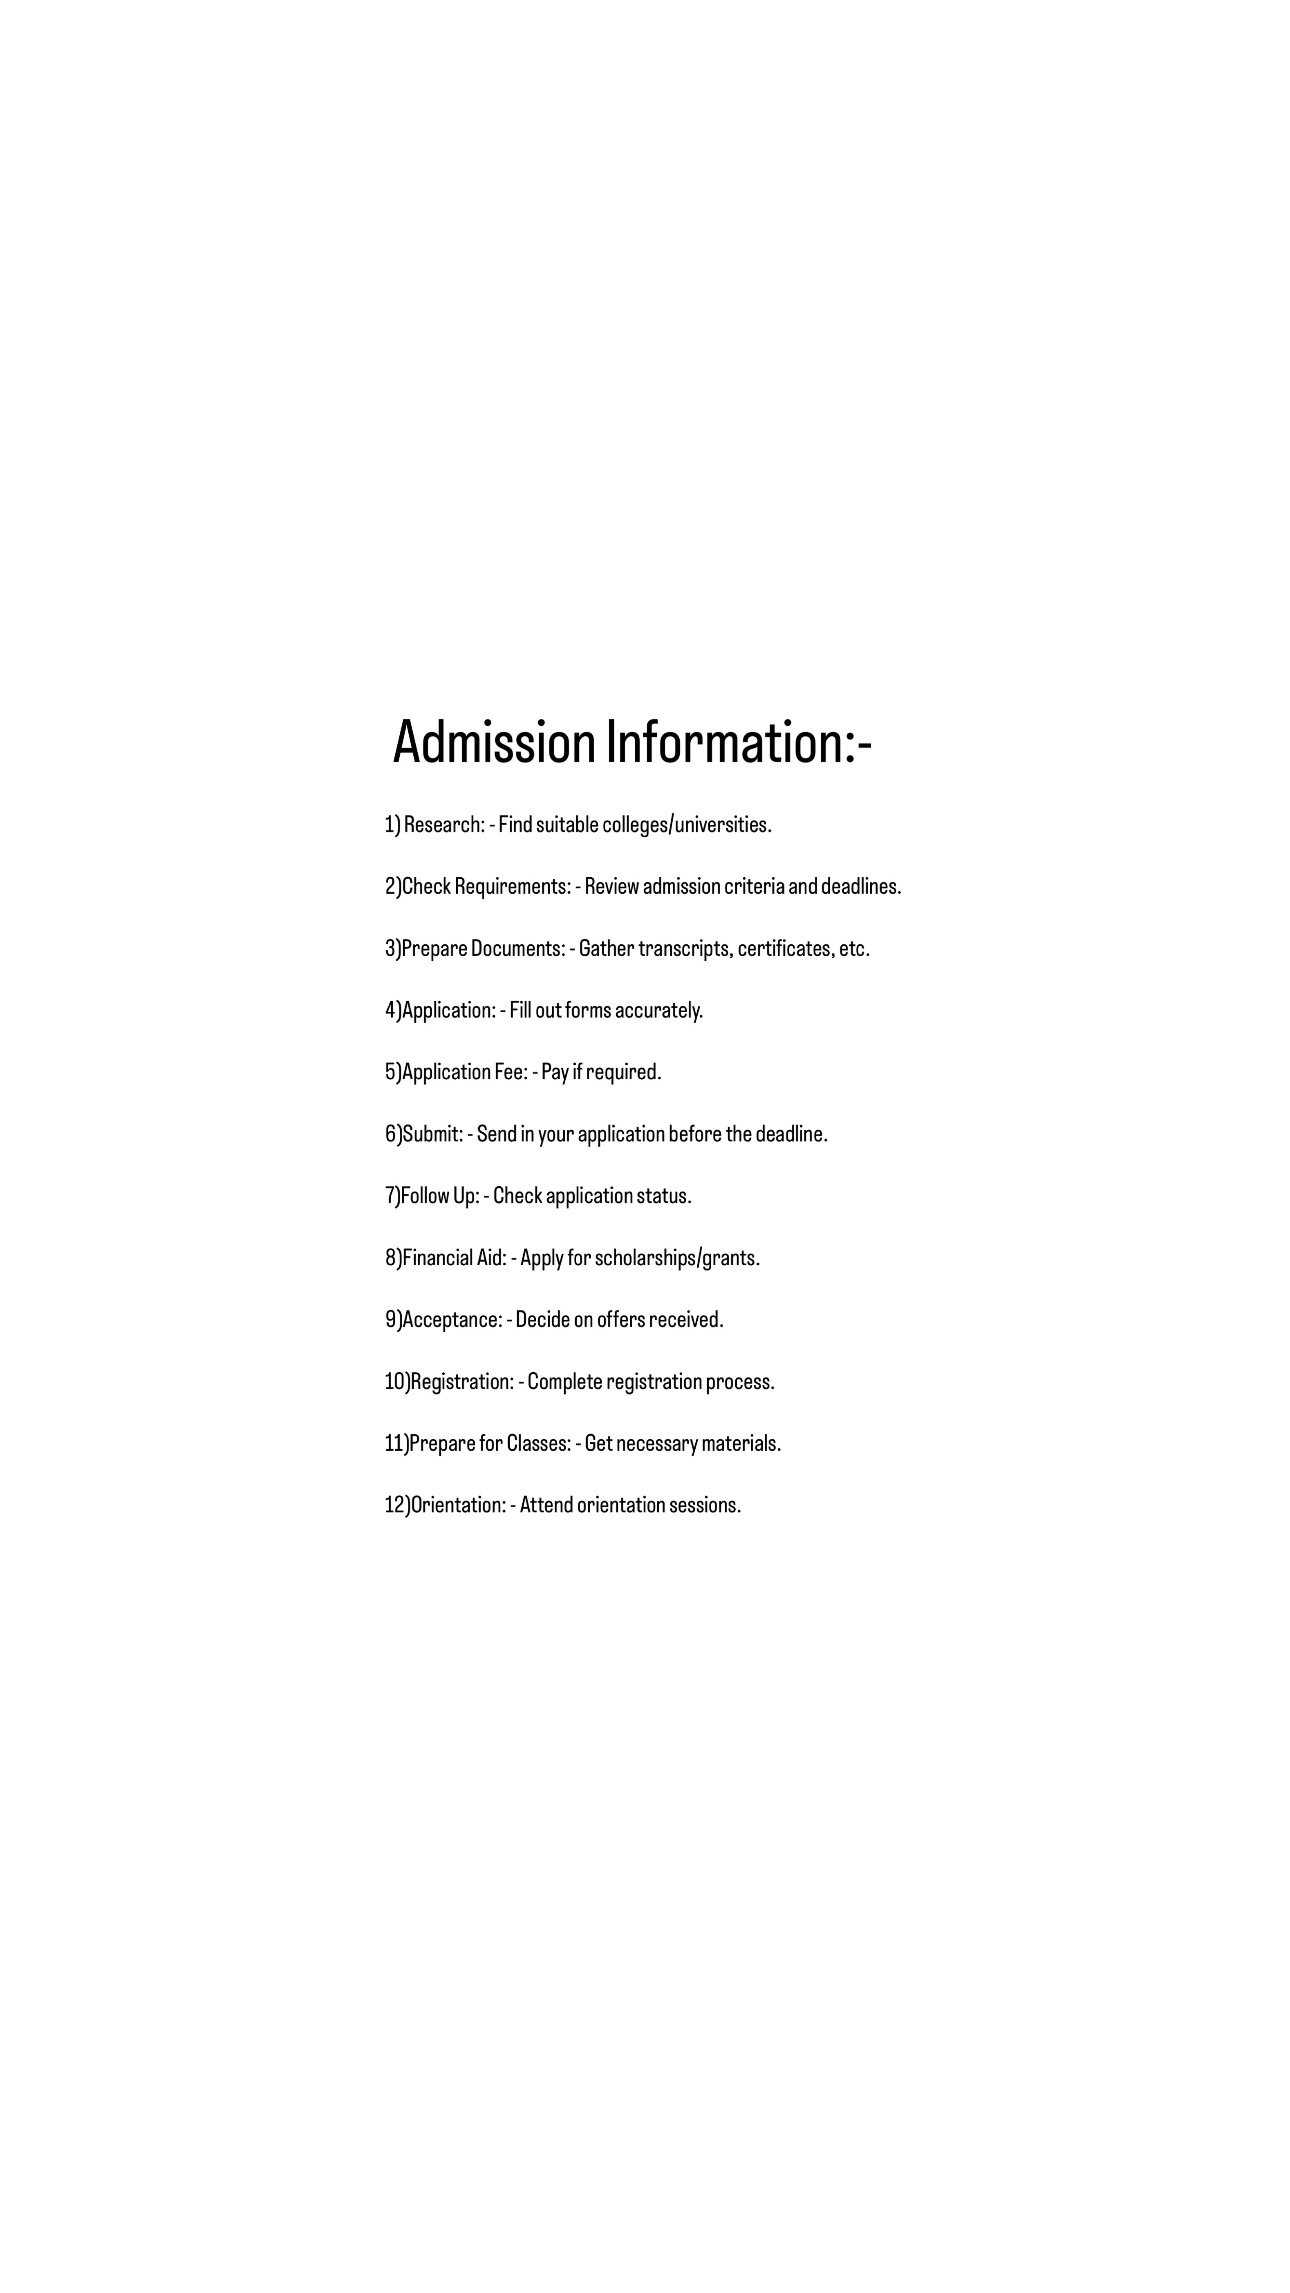 Admission Information:-
1) Research: - Find suitable colleges/universities.
2)Check Requirements: - Review admission criteria and deadlines.
3)Prepare Documents: - Gather transcripts, certificates, etc.
4)Application: - Fill out forms accurately.
5)Application Fee: - Pay if required.
6)Submit: - Send in your application before the deadline.
7)Follow Up: - Check application status.
8)Financial Aid: - Apply for scholarships/grants.
9)Acceptance: - Decide on offers received.
10)Registration: - Complete registration process.
11)Prepare for Classes: - Get necessary materials.
12)Orientation: - Attend orientation sessions.